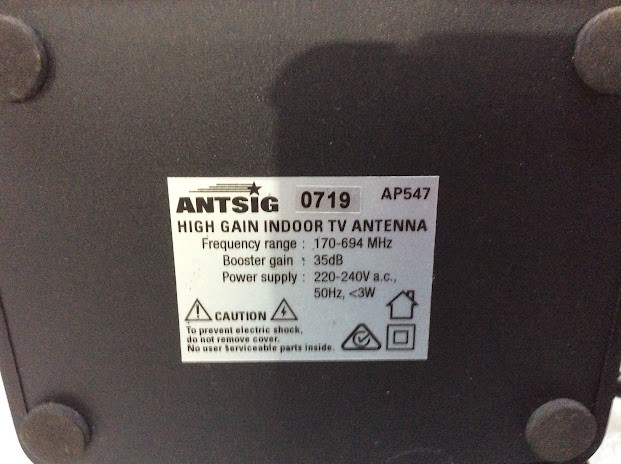 ANTSIG 0719 AP547
HIGH GAIN INDOOR TV ANTENNA
Frequency range : 170-694 MHz
Booster gain : 35dB
Power supply : 220-240V a.c.,
50Hz, <3W
CAUTION
To prevent electric shock,
do not remove cover.
No user Serviceable parts inside.